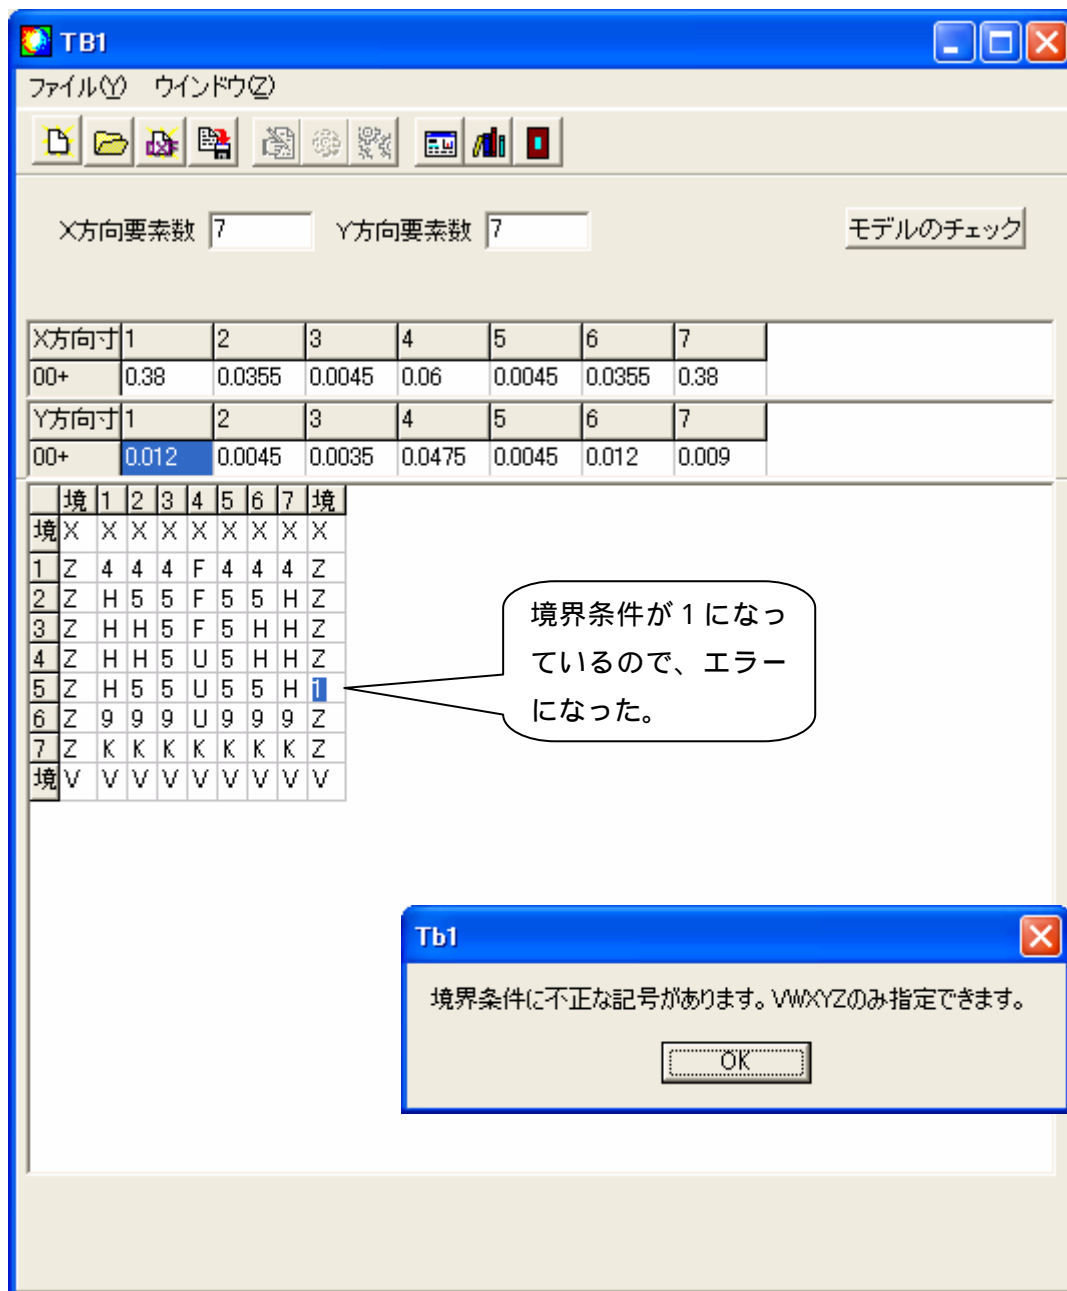 TB1
ファイル(Y) ウインドウ(Z)
X方向要素数 7 Y方向要素数 7 モデルのチェック
X方向寸 1 2 3 4 5 6 7
00+ 0.38 0.0355 0.0045 0.06 0.0045 0.0355 0.38
Y方向寸 1 2 3 4 5 6 7
00+ 0.012 0.0045 0.0035 0.0475 0.0045 0.012 0.009
境 1 2 3 4 5 6 7 境
境 X X X X X X X X X
1 Z 4 4 4 F 4 4 4 Z
2 Z H 5 5 F 5 5 H Z
3 Z H H 5 F 5 H H Z
4 Z H H 5 U 5 H H Z
5 Z H 5 5 U 5 5 H 1
6 Z 9 9 9 U 9 9 9 Z
7 Z K K K K K K K Z
境 V V V V V V V V V
境界条件が1になっ
ているので、エラー
になった。
Tb1
境界条件に不正な記号があります。VWXYZのみ指定できます。
OK